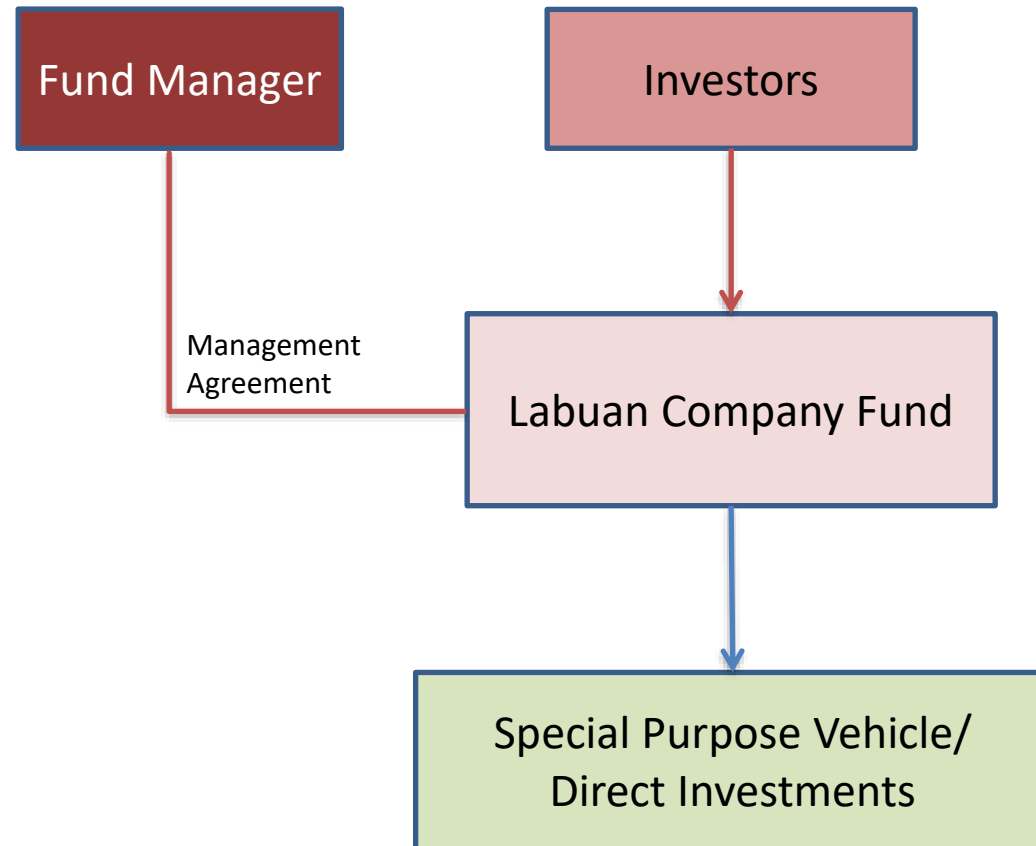 Fund Manager
Investors
Management
Agreement
Labuan Company Fund
Special Purpose Vehicle/
Direct Investments